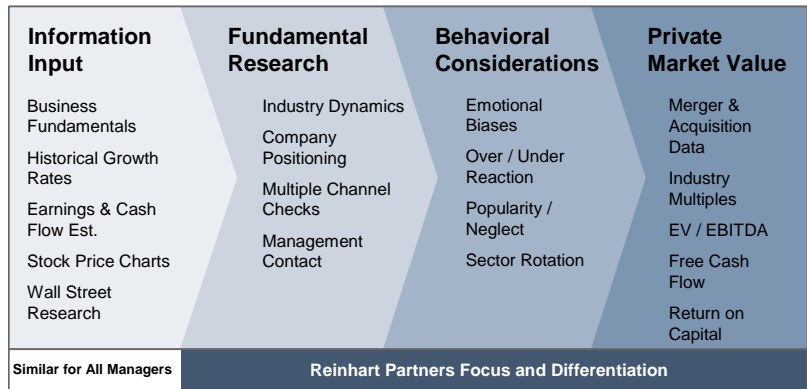 Information
Input
Business
Fundamentals
Historical Growth
Rates
Earnings & Cash
Flow Est.
Stock Price Charts
Wall Street
Research
Fundamental
Research
Industry Dynamics
Company
Positioning
Multiple Channel
Checks
Management
Contact
Behavioral
Considerations
Emotional
Biases
Over / Under
Reaction
Popularity /
Neglect
Sector Rotation
Private
Market Value
Merger &
Acquisition
Data
Industry
Multiples
EV / EBITDA
Free Cash
Flow
Return on
Capital
Similar for All Managers
Reinhart Partners Focus and Differentiation